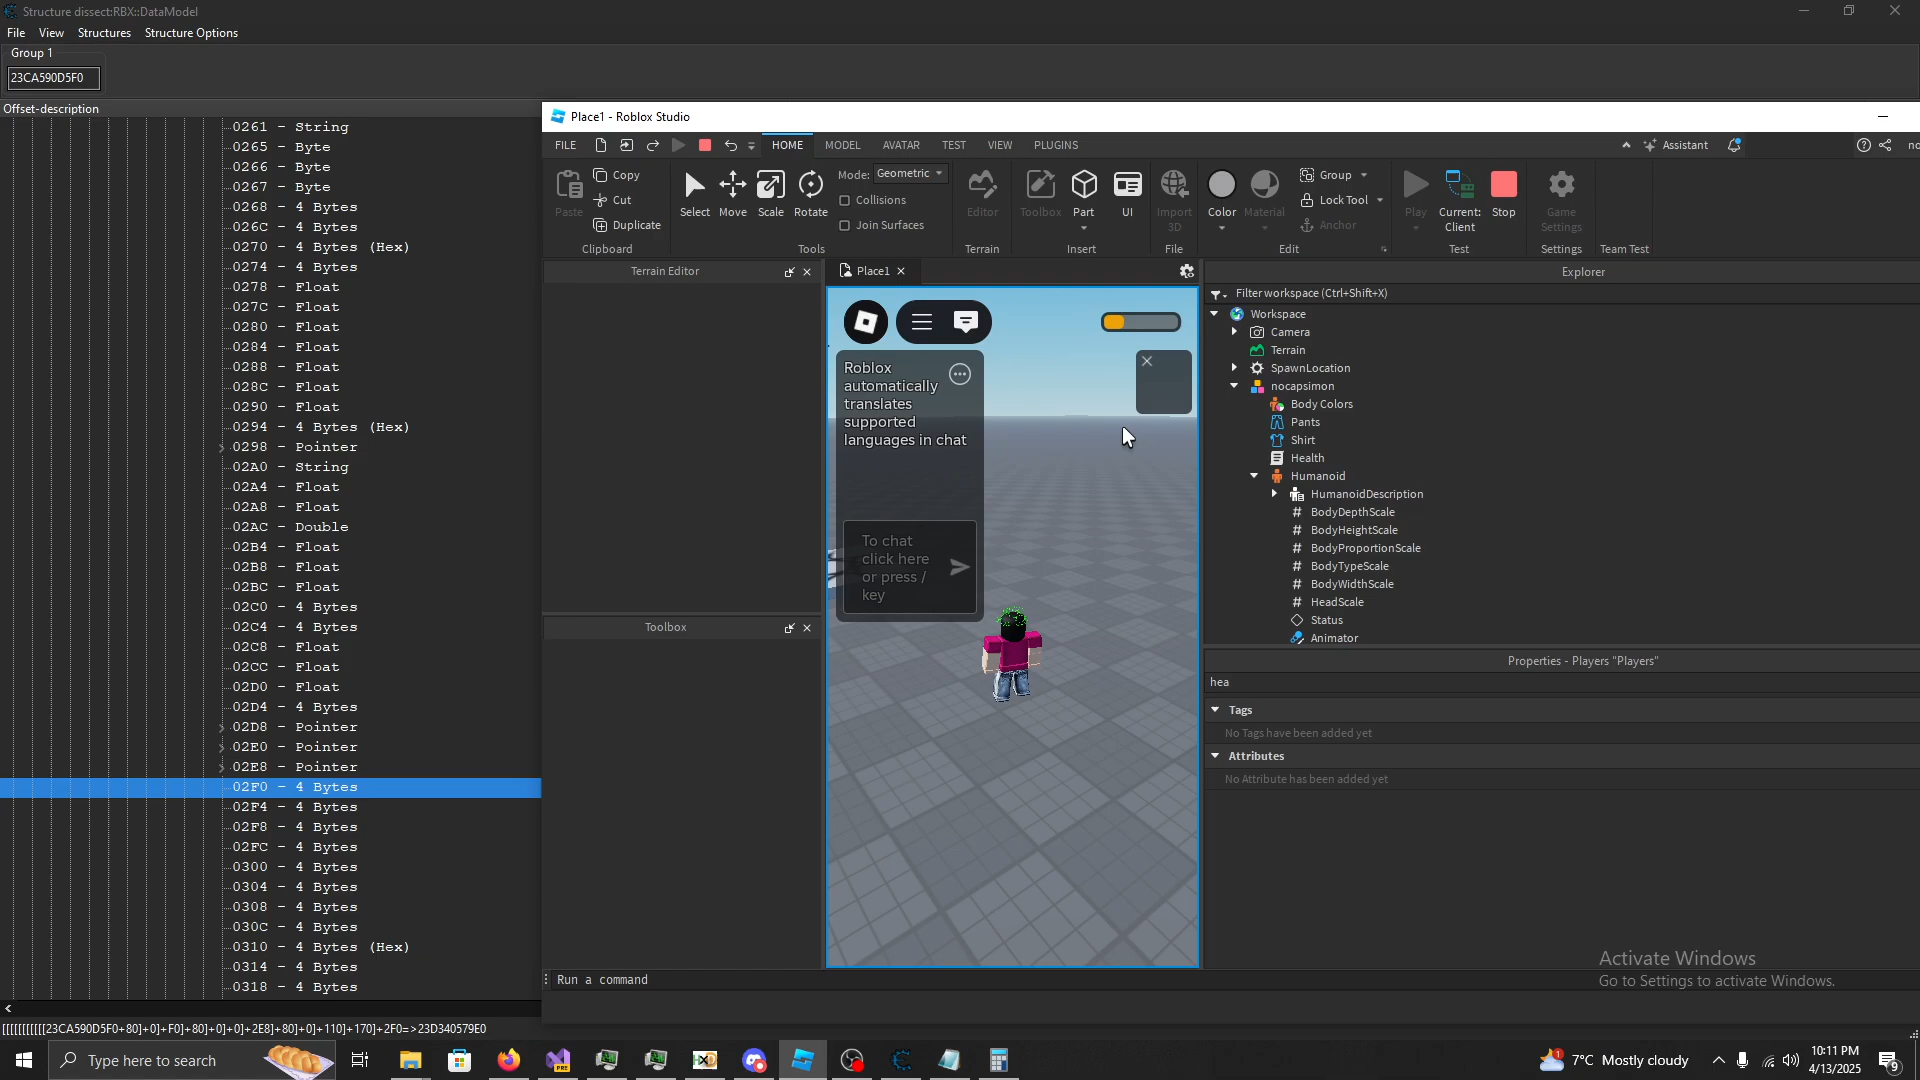 Structure dissect:RBX::DataModel
File View Structures Structure Options
Group 1
23CA590D5F0
Offset-description
0261 - String
0265 - Byte
0266 - Byte
0267 - Byte
0268 - 4 Bytes
026C - 4 Bytes
0270 - 4 Bytes (Hex)
0274 - 4 Bytes
0278 - Float
027C - Float
0280 - Float
0284 - Float
0288 - Float
028C - Float
0290 - Float
0294 - 4 Bytes (Hex)
0298 - Pointer
02A0 - String
02A4 - Float
02A8 - Float
02AC - Double
02B4 - Float
02B8 - Float
02BC - Float
02C0 - 4 Bytes
02C4 - 4 Bytes
02C8 - Float
02CC - Float
02D0 - Float
02D4 - 4 Bytes
02D8 - Pointer
02E0 - Pointer
02E8 - Pointer
02F0 - 4 Bytes
02F4 - 4 Bytes
02F8 - 4 Bytes
02FC - 4 Bytes
0300 - 4 Bytes
0304 - 4 Bytes
0308 - 4 Bytes
030C - 4 Bytes
0310 - 4 Bytes (Hex)
0314 - 4 Bytes
0318 - 4 Bytes
[[[[[[[[[[[23CA590D5F0+80]+0]+F0]+80]+0]+0]+2E8]+80]+0]+110]+170]+2F0=>23D340579E0
Place1 - Roblox Studio
FILE HOME MODEL AVATAR TEST VIEW PLUGINS Assistant no
Paste Copy Cut Duplicate
Clipboard
Select Move Scale Rotate
Mode: Geometric
Collisions
Join Surfaces
Tools
Editor
Terrain
Toolbox Part UI
Insert
Import 3D
File
Color Material
Group
Lock Tool
Anchor
Edit
Play
Current: Client
Stop
Test
Game Settings
Settings
Team Test
Terrain Editor
Toolbox
Place1
Roblox
automatically
translates
supported
languages in chat
To chat
click here
or press /
key
Explorer
Filter workspace (Ctrl+Shift+X)
Workspace
Camera
Terrain
SpawnLocation
nocapsimon
Body Colors
Pants
Shirt
Health
Humanoid
HumanoidDescription
BodyDepthScale
BodyHeightScale
BodyProportionScale
BodyTypeScale
BodyWidthScale
HeadScale
Status
Animator
Properties - Players "Players"
hea
Tags
No Tags have been added yet
Attributes
No Attribute has been added yet
Activate Windows
Go to Settings to activate Windows.
Run a command
Type here to search
PRE
1
7°C Mostly cloudy
10:11 PM
4/13/2025
9